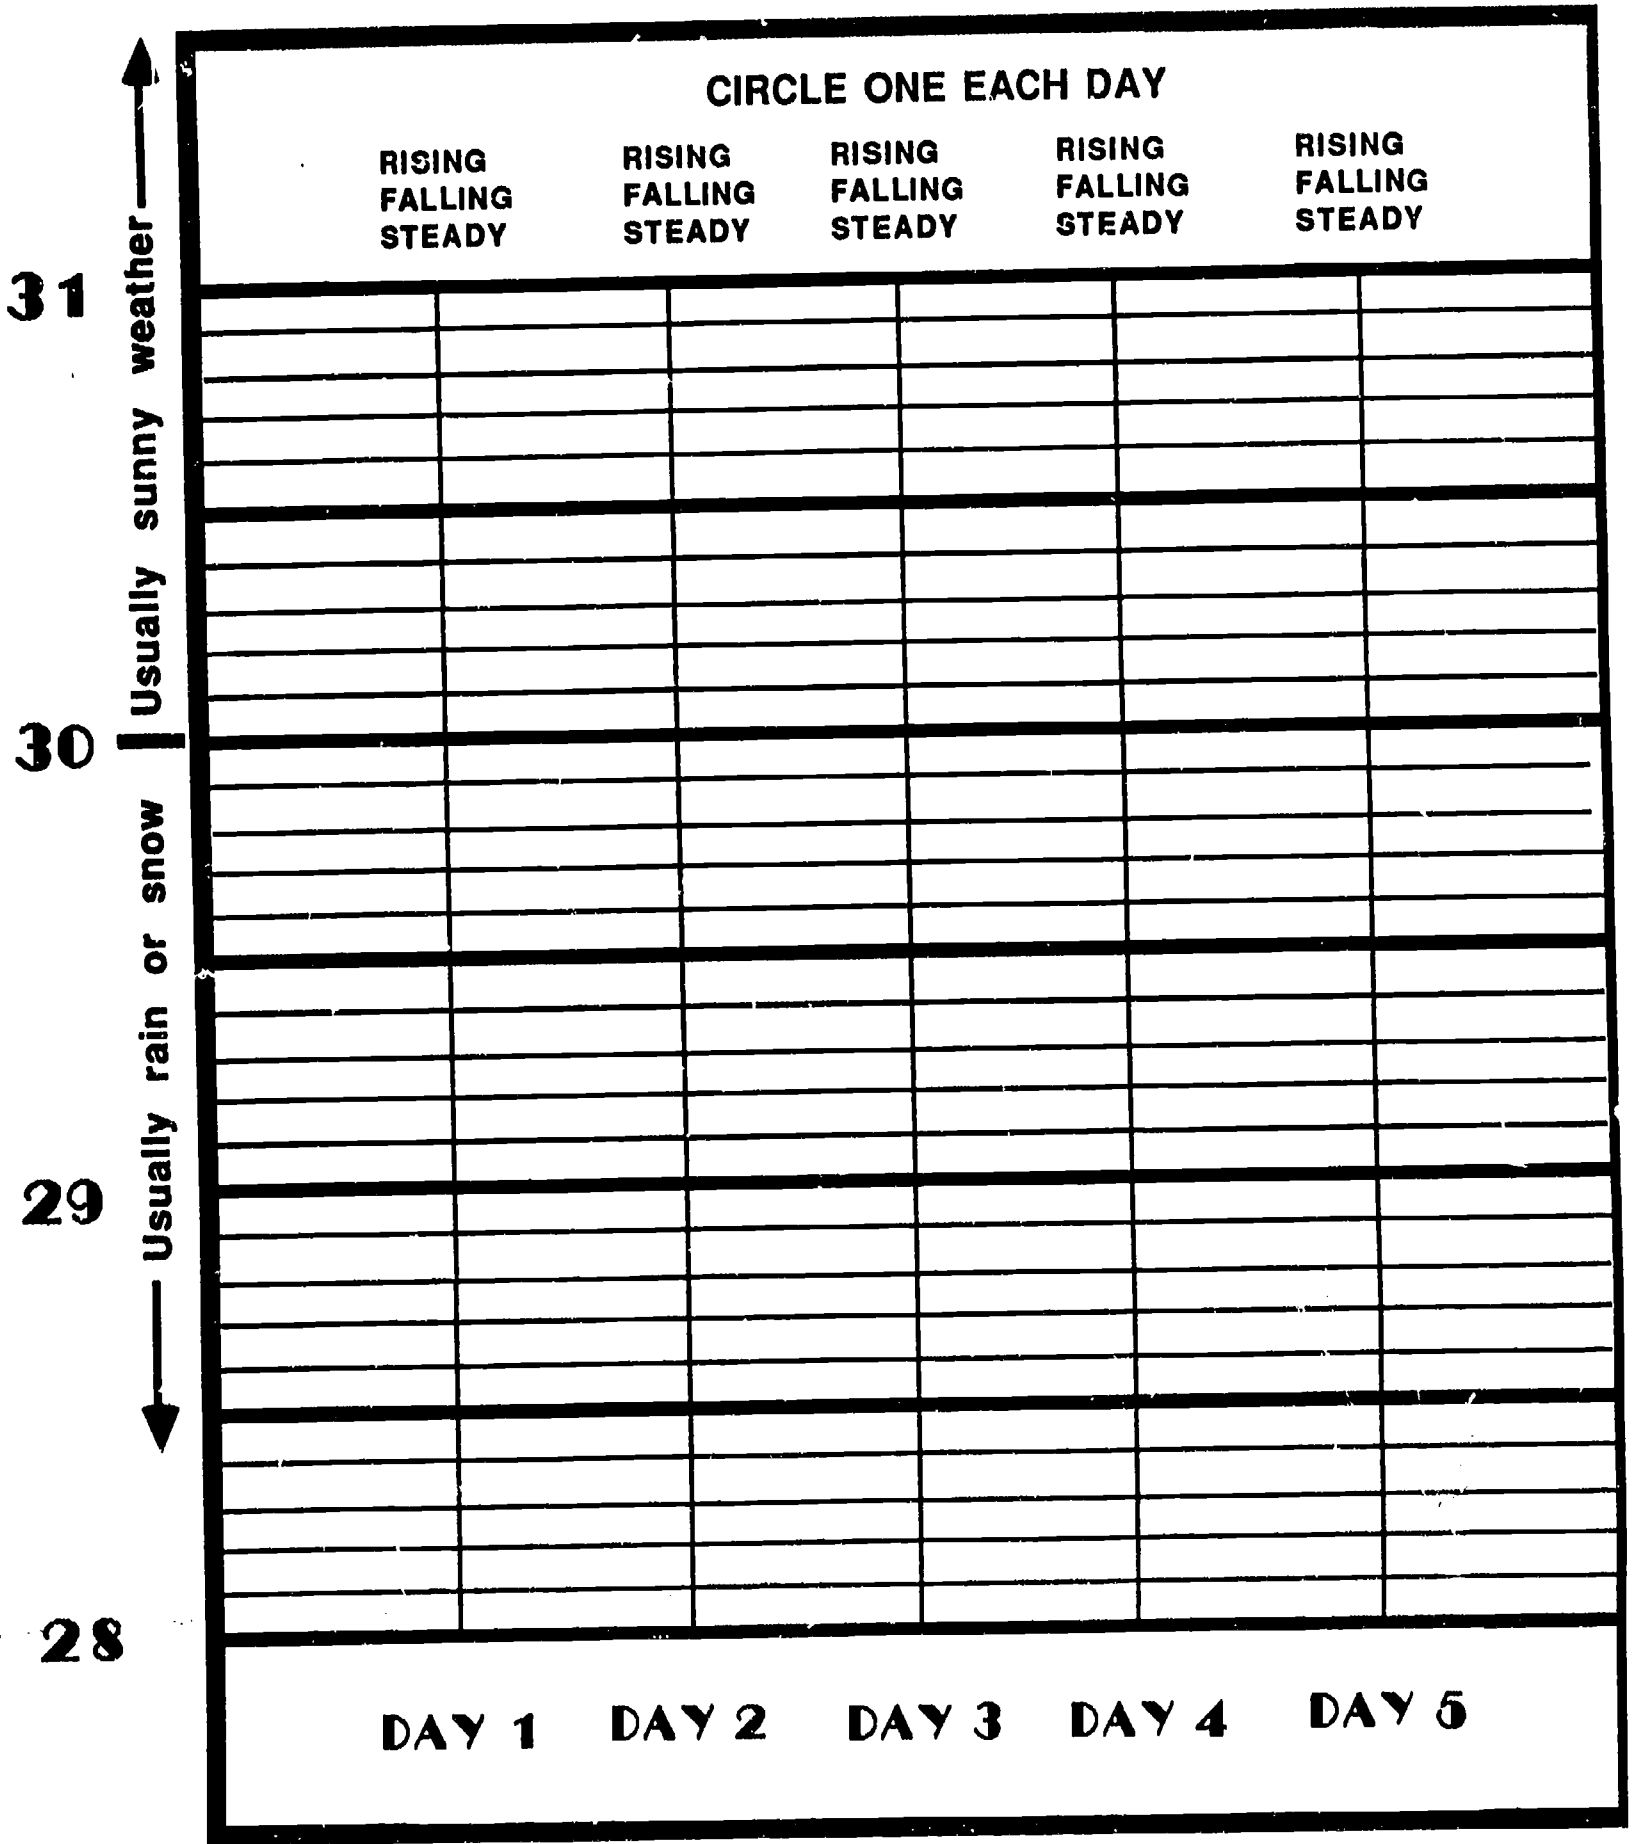 CIRCLE ONE EACH DAY
RISING RISING RISING RISING RISING
FALLING FALLING FALLING FALLING FALLING
STEADY STEADY STEADY STEADY STEADY
31
Usually sunny weather
30
Usually rain or snow
29
28
DAY 1 DAY 2 DAY 3 DAY 4 DAY 5